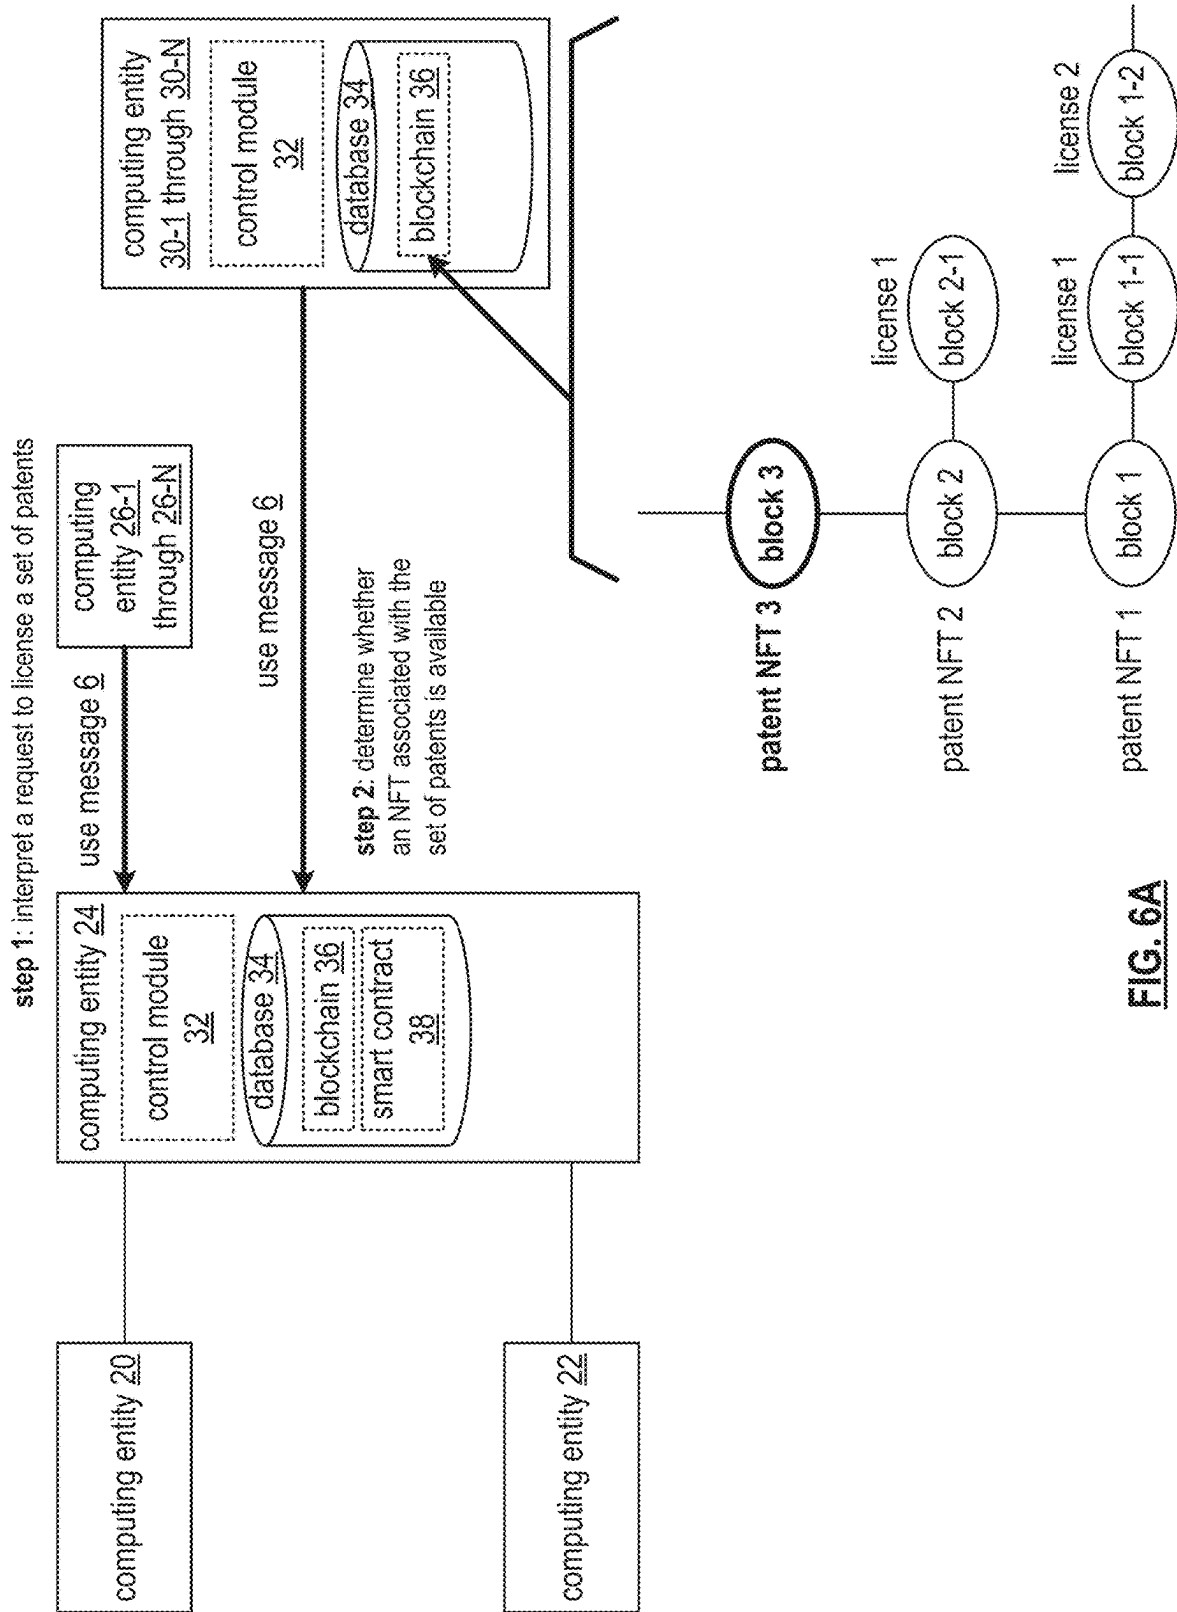 step 1: interpret a request to license a set of patents
computing entity 20
computing entity 22
computing entity 24
control module
32
database 34
blockchain 36
smart contract
38
use message 6
computing
entity 26-1
through 26-N
use message 6
step 2: determine whether
an NFT associated with the
set of patents is available
computing entity
30-1 through 30-N
control module
32
database 34
blockchain 36
patent NFT 3
block 3
patent NFT 2
block 2
license 1
block 2-1
patent NFT 1
block 1
license 1
block 1-1
license 2
block 1-2
FIG. 6A